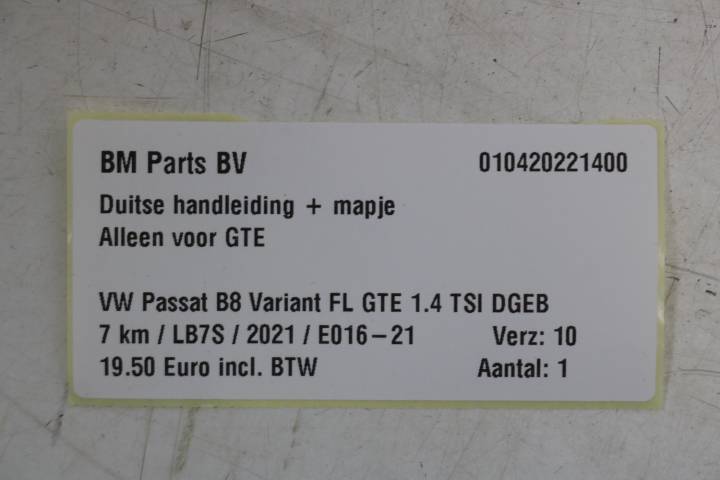 BM Parts BV 010420221400
Duitse handleiding + mapje
Alleen voor GTE
VW Passat B8 Variant FL GTE 1.4 TSI DGEB
7 km / LB7S / 2021 / E016-21 Verz: 10
19.50 Euro incl. BTW Aantal: 1